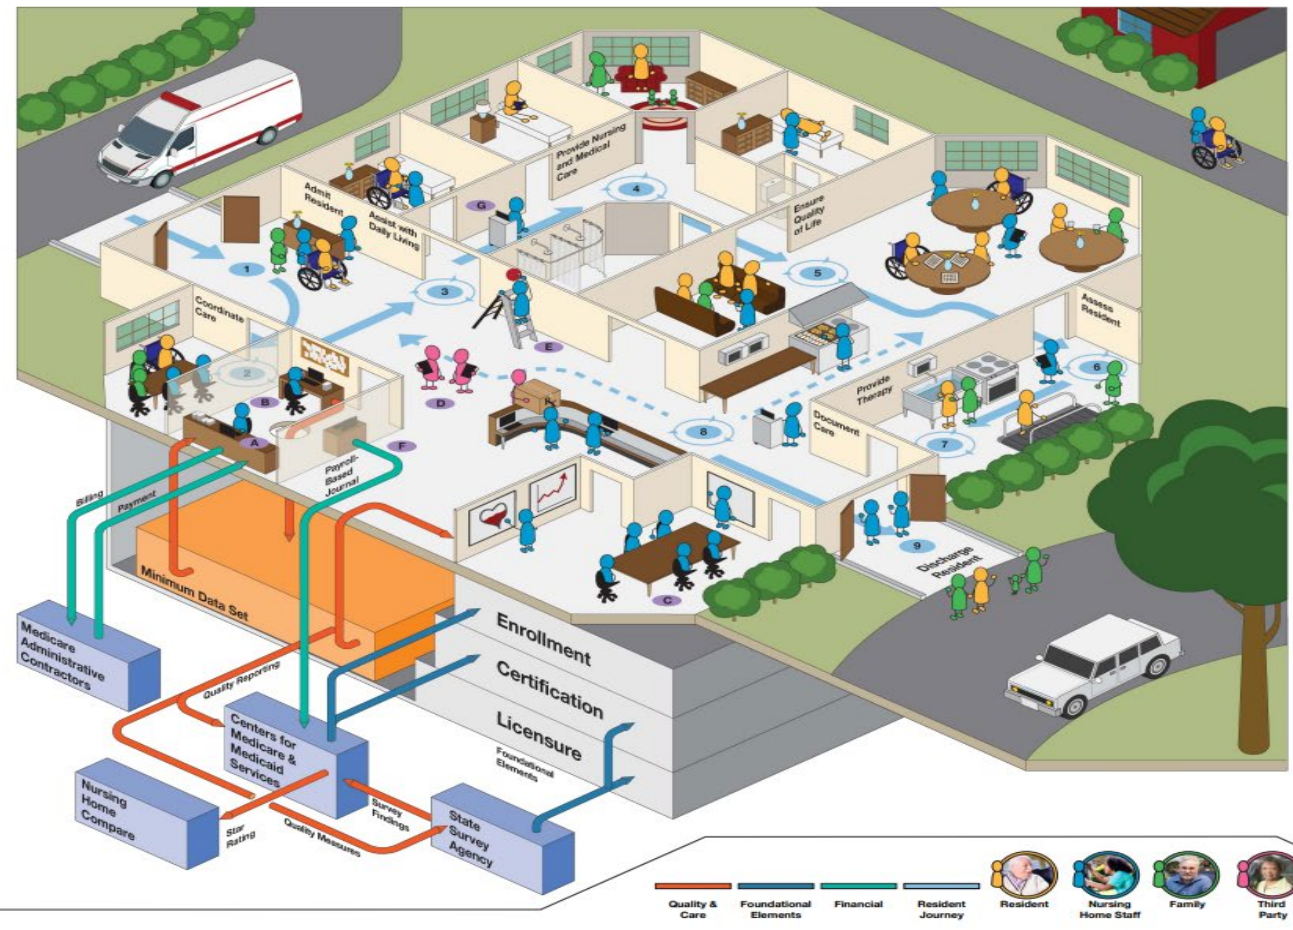 Provide Nursing
and Medical
Care
4
G
Admit
Resident
Assist with
Daily Living
Ensure
Quality
of Life
1
3
5
Coordinate
Care
2
E
Assess
Resident
6
B
D
Provide
Therapy
A
F
8
Document
Care
7
Payroll-
Based
Journal
Billing
Payment
9
Discharge
Resident
C
Minimum Data Set
Medicare
Administrative
Contractors
Enrollment
Certification
Licensure
Quality Reporting
Centers for
Medicare &
Medicaid
Services
Foundational
Elements
Nursing
Home
Compare
Star
Rating
Quality Measures
Survey
Findings
State
Survey
Agency
Quality &
Care
Foundational
Elements
Financial
Resident
Journey
Resident
Nursing
Home Staff
Family
Third
Party